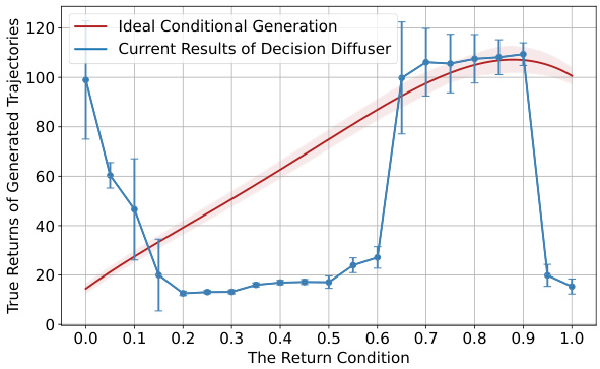 Ideal Conditional Generation
Current Results of Decision Diffuser
True Returns of Generated Trajectories
120
100
80
60
40
20
0
0.0 0.1 0.2 0.3 0.4 0.5 0.6 0.7 0.8 0.9 1.0
The Return Condition